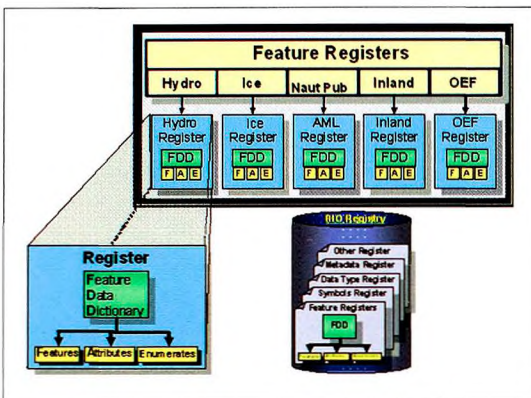 Feature Registers
Hydro Ice Naut Pub Inland OEF
Hydro Register
FDD
F A E
Ice Register
FDD
F A E
AML Register
FDD
F A E
Inland Register
FDD
F A E
OEF Register
FDD
F A E
Register
Feature
Data
Dictionary
Features Attributes Enumerates
Registry
Other Register
Metadata Register
Data Type Register
Symbols Register
Feature Registers
FDD